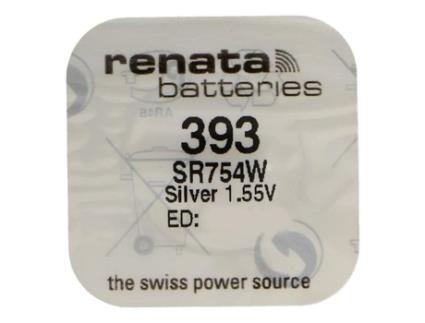 renata
batteries
393
SR754W
Silver 1.55V
ED:
the swiss power source